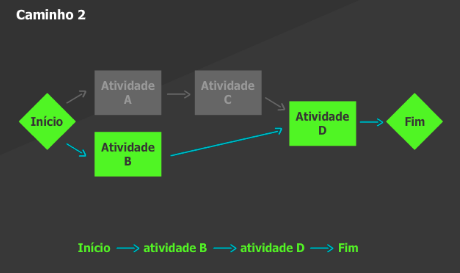 Caminho 2
Atividade
A
Atividade
C
Início
Atividade
B
Atividade
D
Fim
Início → atividade B → atividade D → Fim